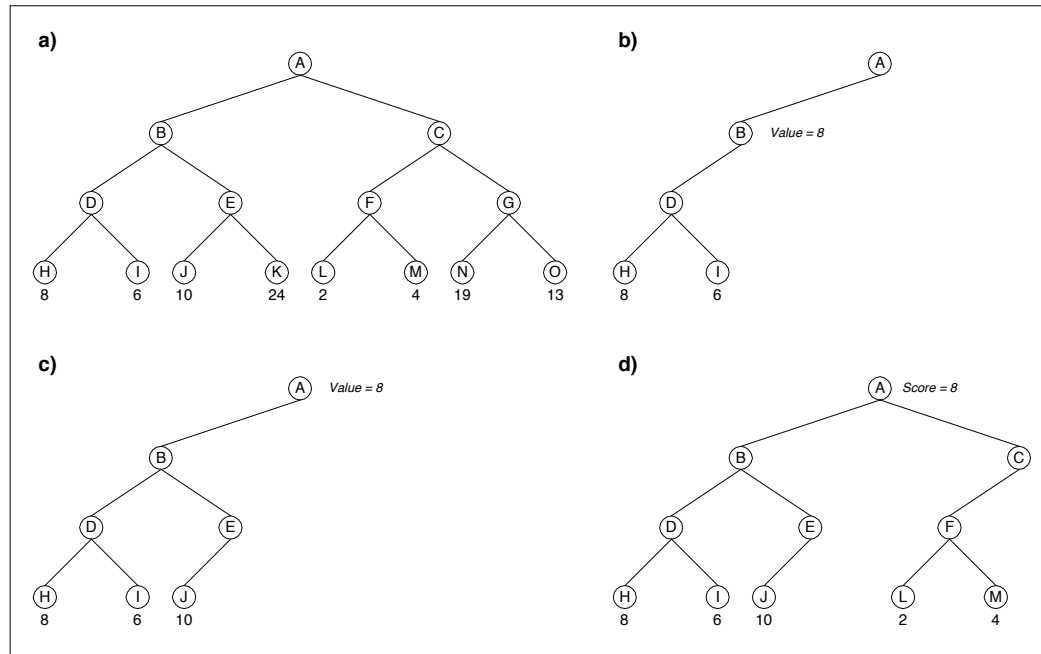 a)
b)
A
A
B
C
B
Value = 8
D
E
F
G
D
H
I
J
K
L
M
N
O
H
I
8
6
10
24
2
4
19
13
8
6
c)
d)
A
Value = 8
A
Score = 8
B
B
C
D
E
D
E
F
H
I
J
H
I
J
L
M
8
6
10
8
6
10
2
4